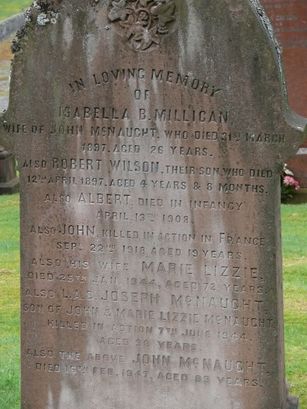 IN LOVING MEMORY
OF
ISABELLA B. MILLIGAN,
WIFE OF JOHN McNAUGHT, WHO DIED 31ST MARCH
1897, AGED 26 YEARS.
ALSO ROBERT WILSON, THEIR SON WHO DIED
12TH APRIL 1897, AGED 4 YEARS & 8 MONTHS.
ALSO ALBERT, DIED IN INFANCY
APRIL 13TH 1908.
ALSO JOHN, KILLED IN ACTION IN FRANCE
SEPT. 22ND 1918, AGED 19 YEARS.
ALSO HIS WIFE MARIE LIZZIE,
DIED 25TH JAN. 1944, AGED 72 YEARS.
ALSO L.A.C. JOSEPH McNAUGHT,
SON OF JOHN & MARIE LIZZIE McNAUGHT
KILLED IN ACTION 7TH JUNE 1944,
AGED YEARS
ALSO THE ABOVE JOHN McNAUGHT,
DIED FEB. 1947, AGED 83 YEARS.